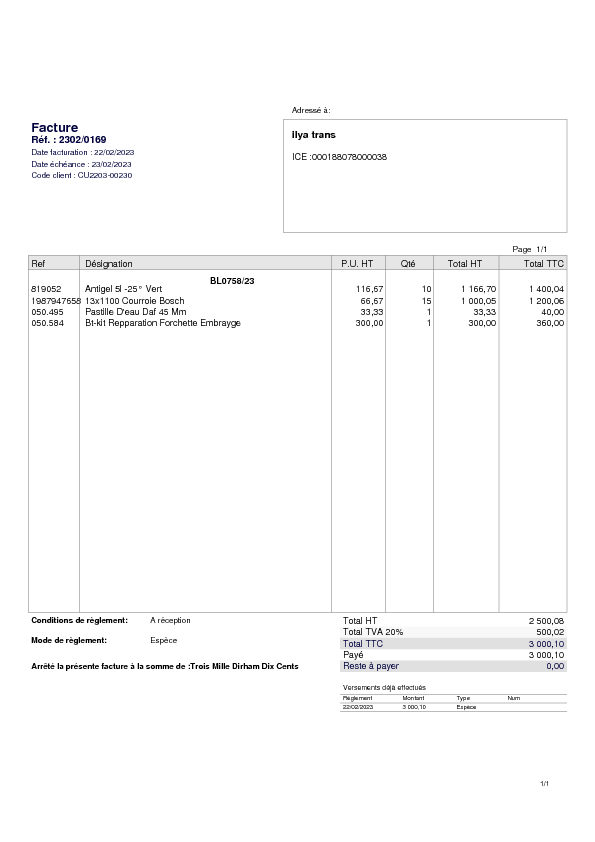 Adressé à:
Facture
Réf. : 2302/0169
Date facturation : 22/02/2023
Date échéance : 23/02/2023
Code client : CU2203-00230
ilya trans
ICE :000188078000038
Page 1/1
Ref Désignation P.U. HT Qté Total HT Total TTC
BL0758/23
819052 Antigel 5l -25° Vert 116,67 10 1 166,70 1 400,04
1987947658 13x1100 Courroie Bosch 66,67 15 1 000,05 1 200,06
050.495 Pastille D'eau Daf 45 Mm 33,33 1 33,33 40,00
050.584 Bt-kit Repparation Forchette Embrayge 300,00 1 300,00 360,00
Conditions de règlement: A réception
Mode de règlement: Espèce
Arrêté la présente facture à la somme de :Trois Mille Dirham Dix Cents
Total HT 2 500,08
Total TVA 20% 500,02
Total TTC 3 000,10
Payé 3 000,10
Reste à payer 0,00
Versements déjà effectués
Règlement Montant Type Num
22/02/2023 3 000,10 Espèce
1/1